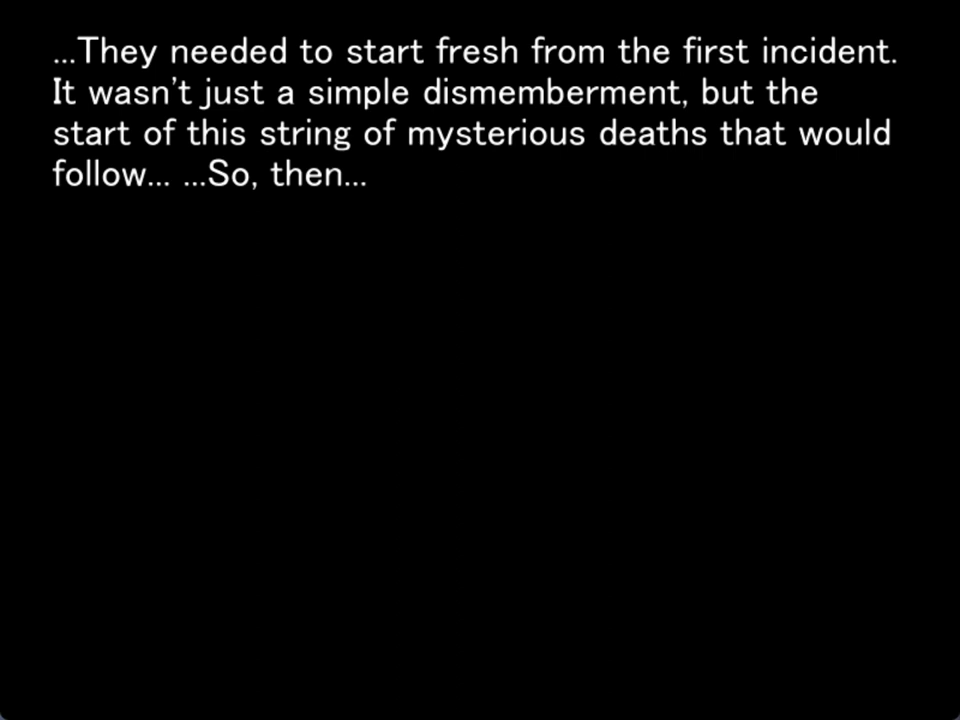 ...They needed to start fresh from the first incident.
It wasn't just a simple dismemberment, but the
start of this string of mysterious deaths that would
follow... ...So, then...